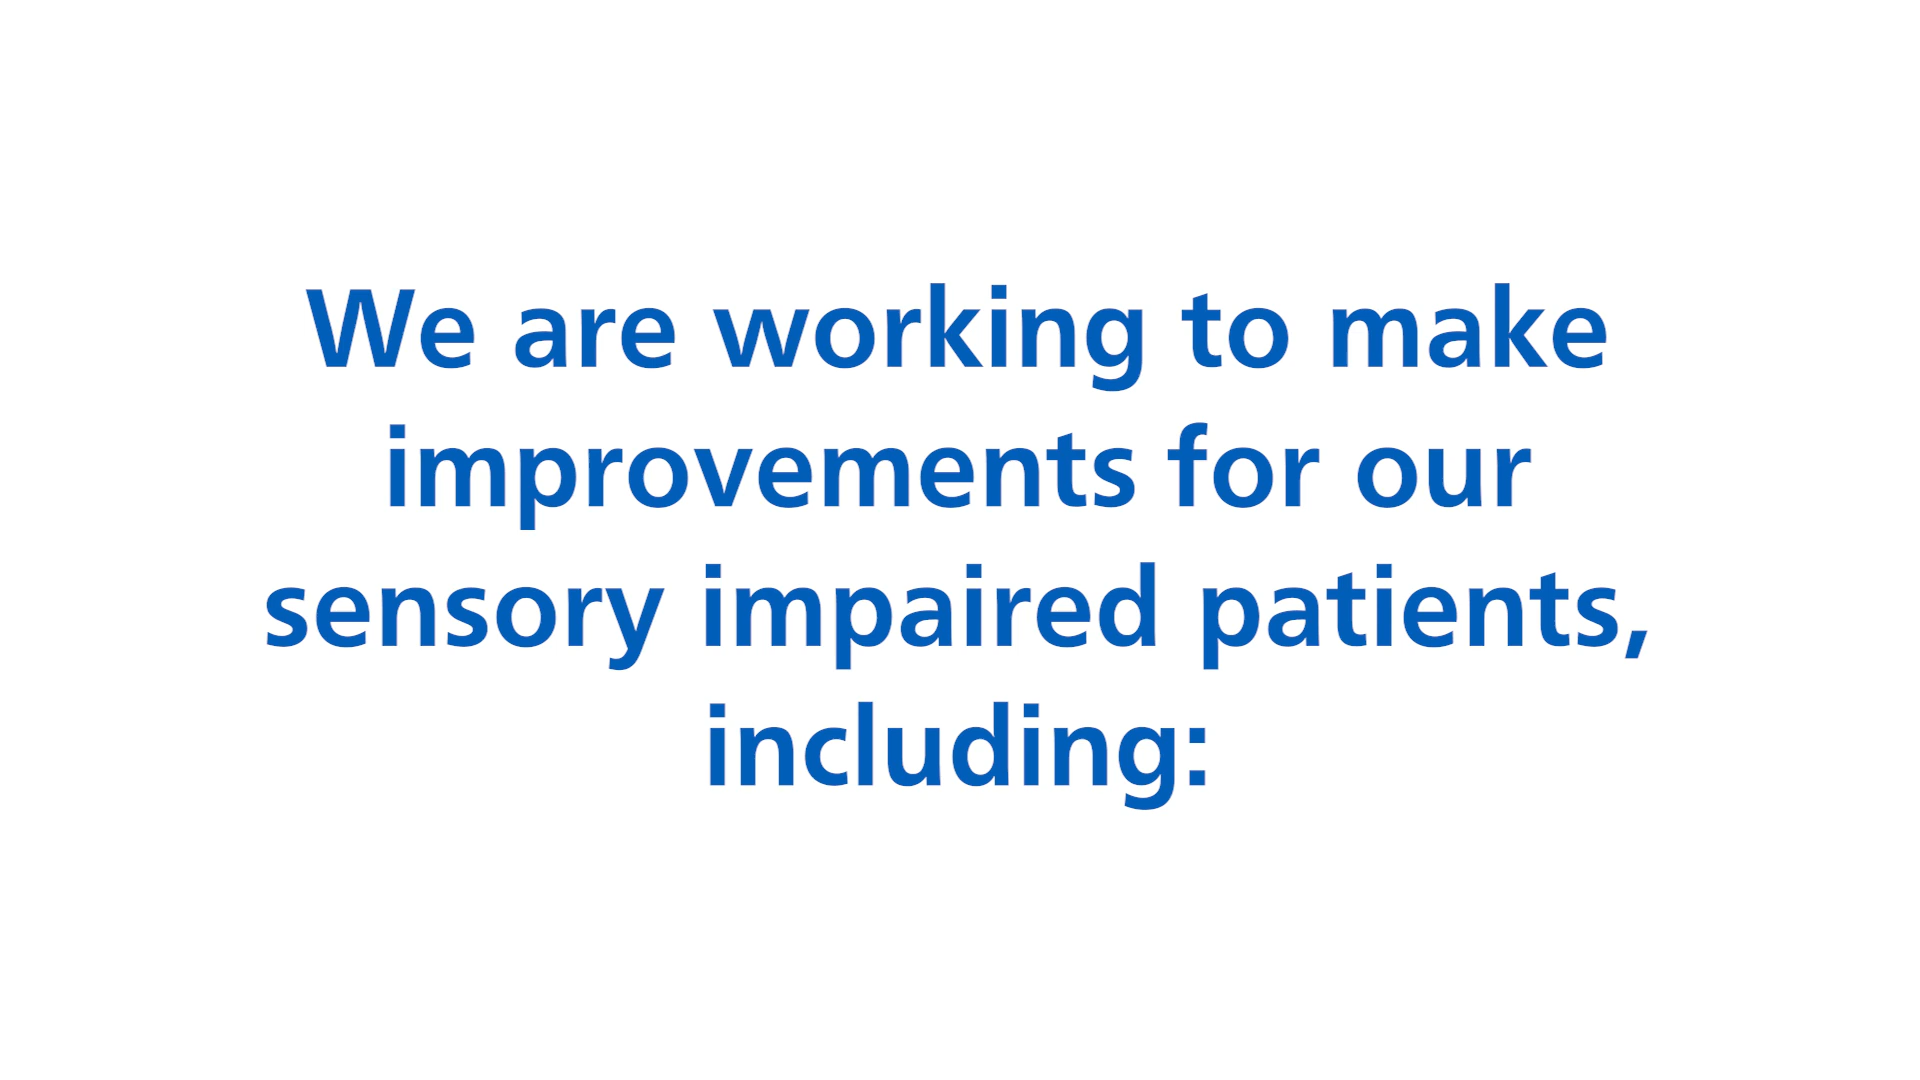 We are working to make
improvements for our
sensory impaired patients,
including: